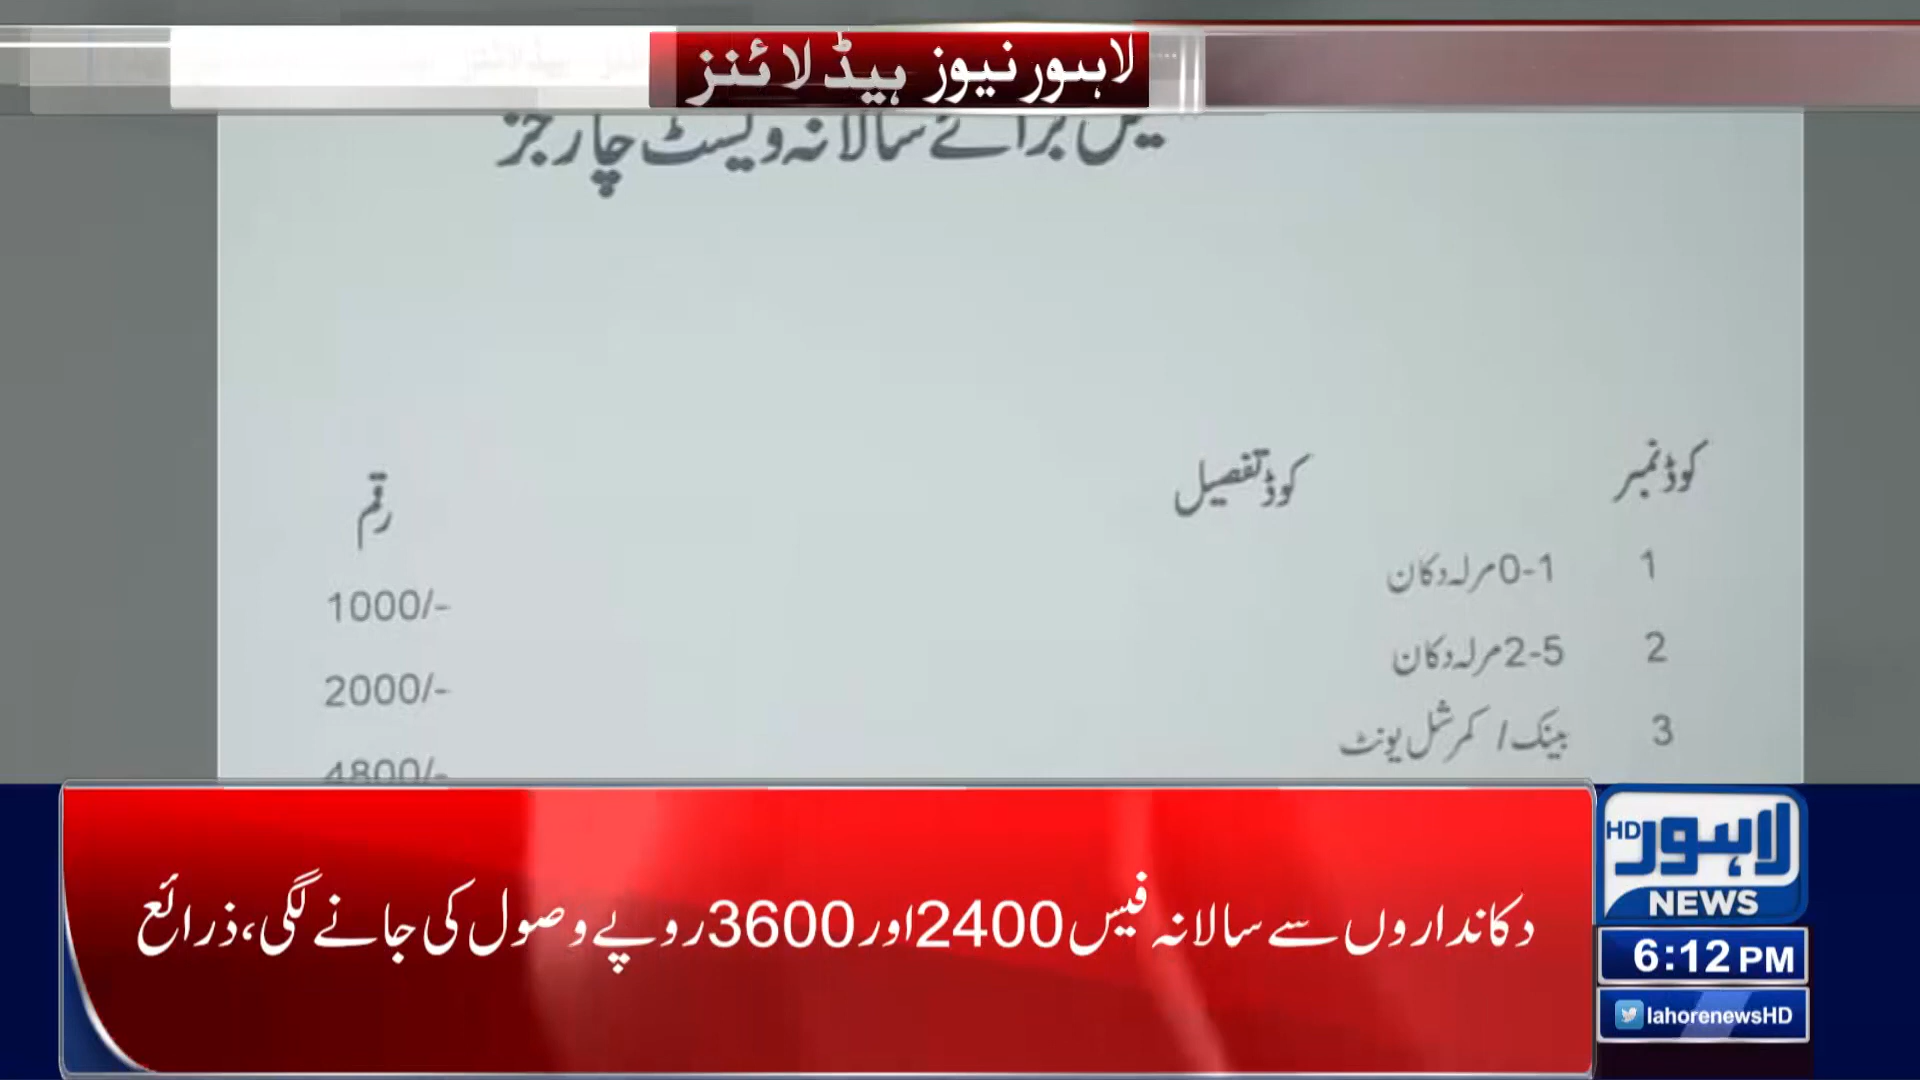 لاہور نیوز ہیڈ لائنز
برائے سالانہ ویسٹ چارجز
کوڈ نمبر کوڈ تفصیل رقم
1 0-1 مرلہ دکان 1000/-
2 2-5 مرلہ دکان 2000/-
3 بینک / کمرشل یونٹ 4800/-
دکانداروں سے سالانہ فیس 2400 اور 3600 روپے وصول کی جانے لگی، ذرائع
لاہور HD
NEWS
6:12 PM
lahorenewsHD